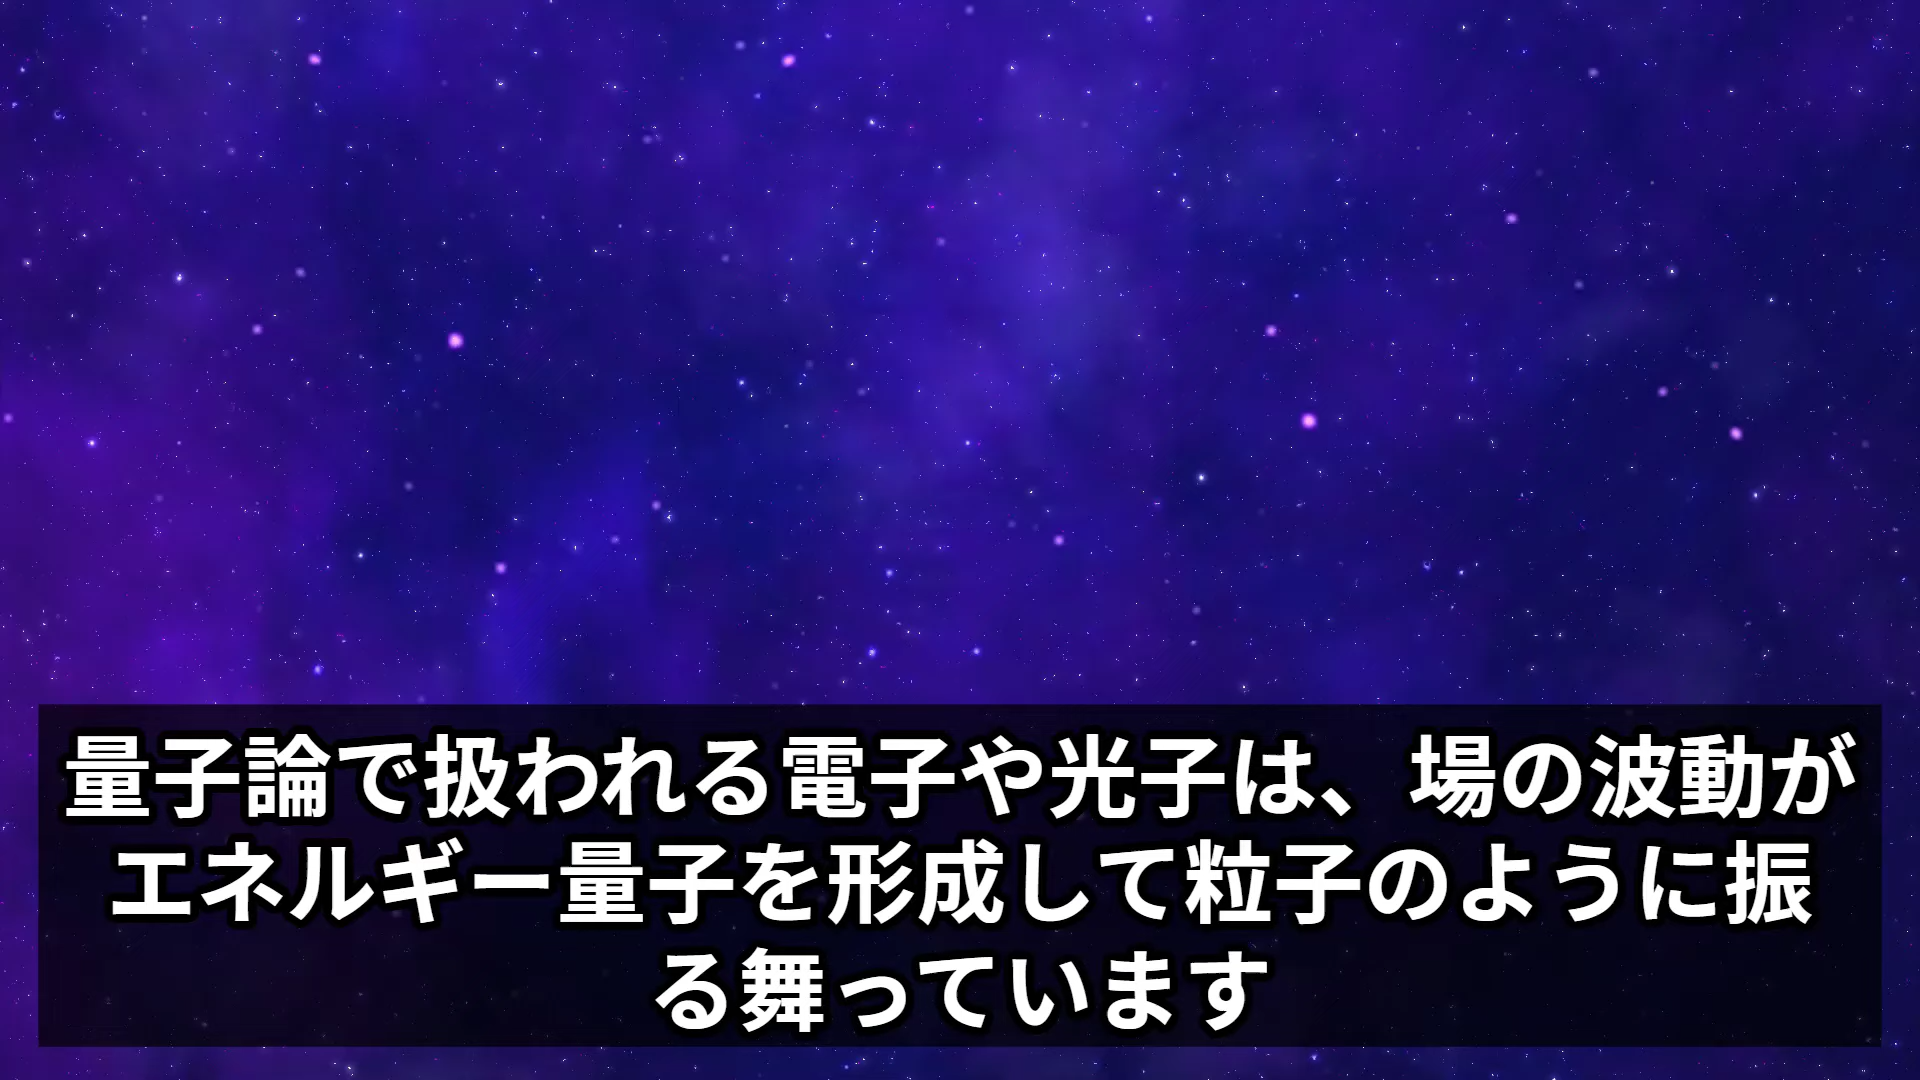 量子論で扱われる電子や光子は、場の波動が
エネルギー量子を形成して粒子のように振
る舞っています